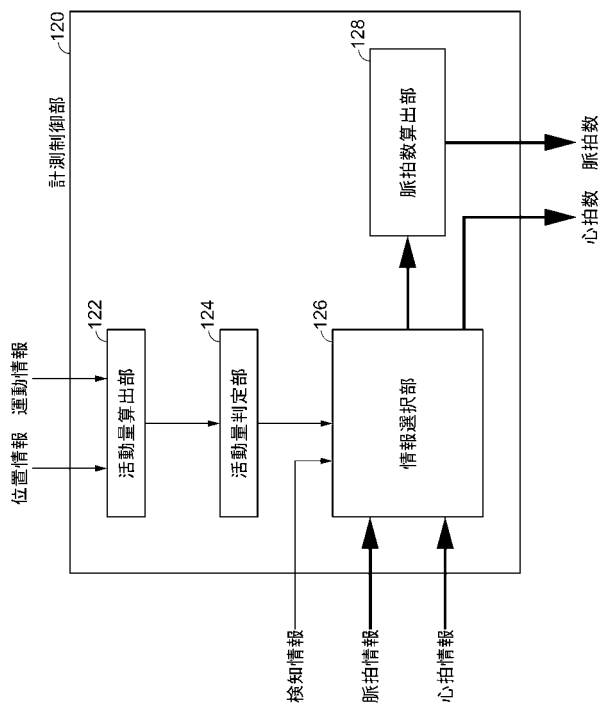 計測制御部
120
位置情報
運動情報
122
活動量算出部
124
活動量判定部
126
情報選択部
128
脈拍数算出部
検知情報
脈拍情報
心拍情報
心拍数
脈拍数